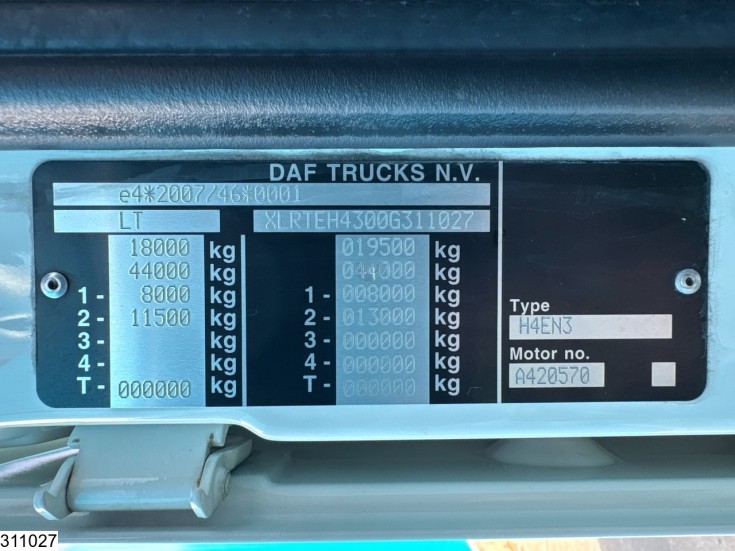 DAF TRUCKS N.V.
e4*2007/46*0001
LT XLRTEH4300G311027
18000 kg 019500 kg
44000 kg 044000 kg
1 - 8000 kg 1 - 008000 kg
2 - 11500 kg 2 - 013000 kg
3 - kg 3 - 000000 kg
4 - kg 4 - 000000 kg
T - 000000 kg T - 000000 kg
Type
H4EN3
Motor no.
A420570
311027